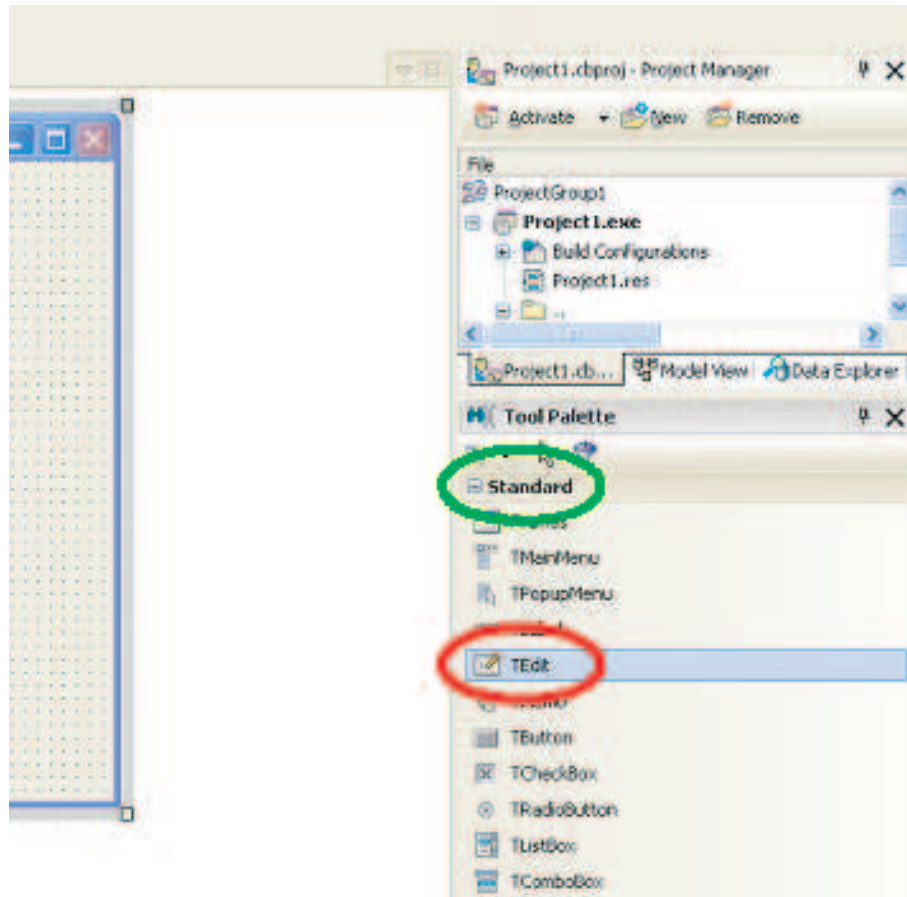 Project1.cbproj - Project Manager
Activate New Remove
File
ProjectGroup1
Project1.exe
Build Configurations
Project1.res
..
Project1.cb... Model View Data Explorer
Tool Palette
Standard
TMainMenu
TPopupMenu
TEdit
TButton
TCheckBox
TRadioButton
TListBox
TComboBox